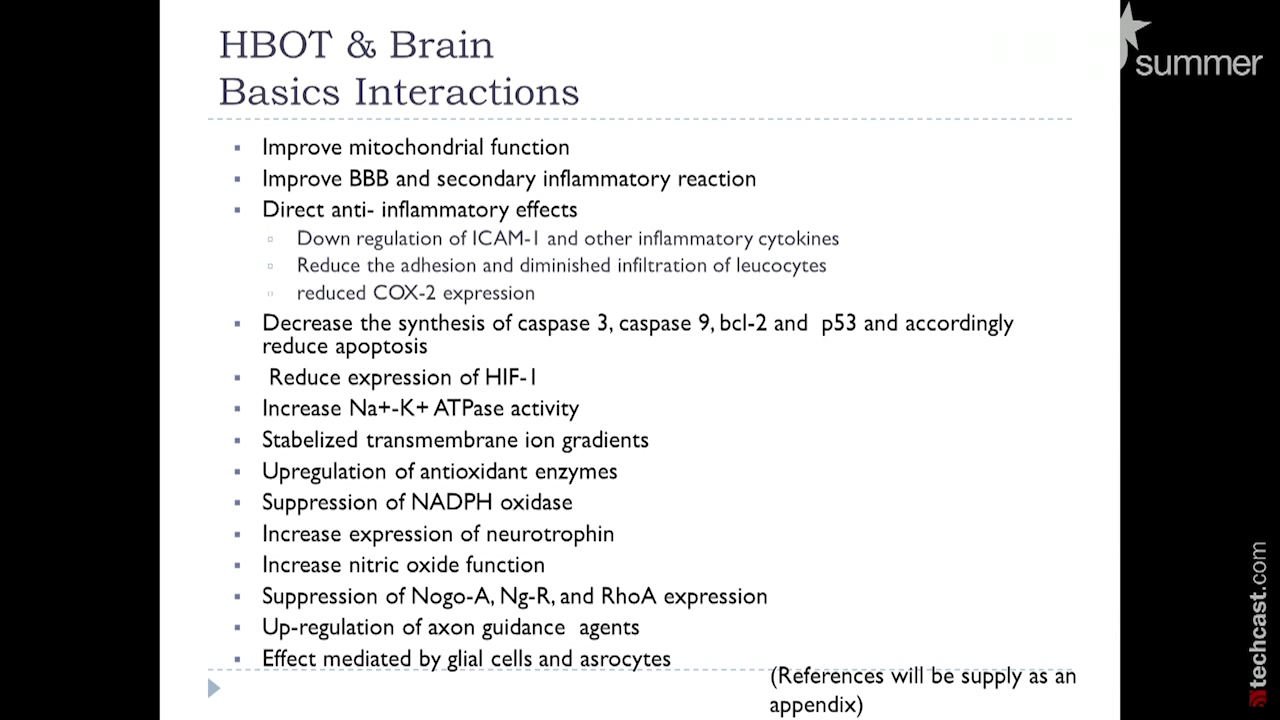 HBOT & Brain
Basics Interactions
summer
Improve mitochondrial function
Improve BBB and secondary inflammatory reaction
Direct anti- inflammatory effects
Down regulation of ICAM-1 and other inflammatory cytokines
Reduce the adhesion and diminished infiltration of leucocytes
reduced COX-2 expression
Decrease the synthesis of caspase 3, caspase 9, bcl-2 and p53 and accordingly
reduce apoptosis
Reduce expression of HIF-1
Increase Na+-K+ ATPase activity
Stabelized transmembrane ion gradients
Upregulation of antioxidant enzymes
Suppression of NADPH oxidase
Increase expression of neurotrophin
Increase nitric oxide function
Suppression of Nogo-A, Ng-R, and RhoA expression
Up-regulation of axon guidance agents
Effect mediated by glial cells and asrocytes
(References will be supply as an
appendix)
techcast.com